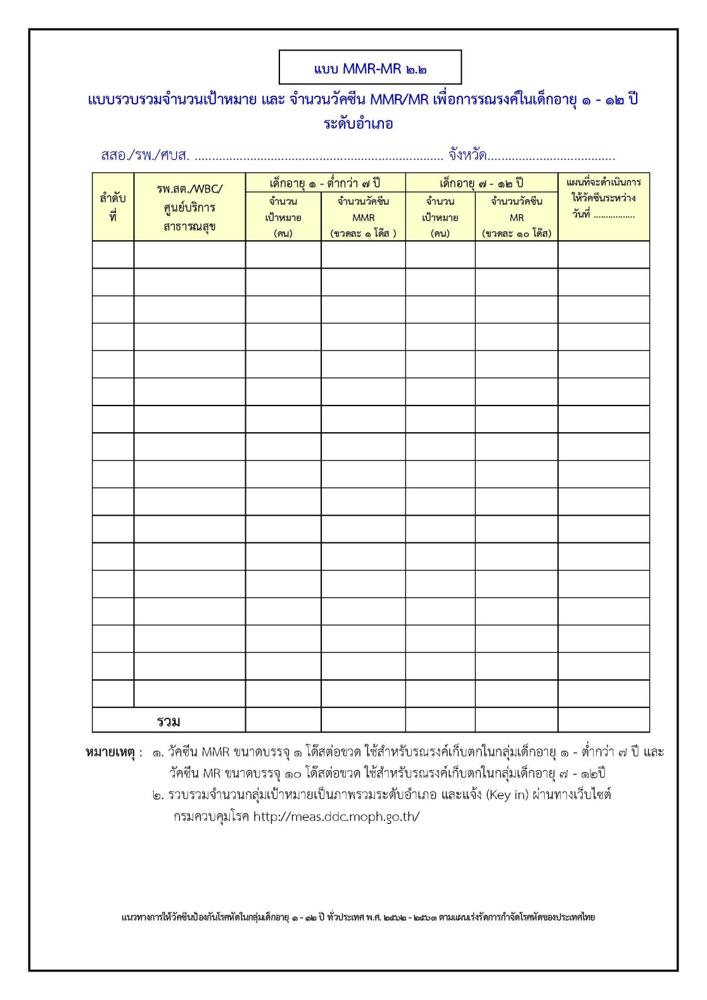 แบบ MMR-MR ๒.๒
แบบรวบรวมจำนวนเป้าหมาย และ จำนวนวัคซีน MMR/MR เพื่อการรณรงค์ในเด็กอายุ ๑ - ๑๒ ปี
ระดับอำเภอ
สสอ./รพ./ศบส. ........................................................................ จังหวัด.....................................
ลำดับ
ที่
รพ.สต./WBC/
ศูนย์บริการ
สาธารณสุข
เด็กอายุ ๑ - ต่ำกว่า ๗ ปี
จำนวน
เป้าหมาย
(คน)
จำนวนวัคซีน
MMR
(ขวดละ ๑ โด๊ส )
เด็กอายุ ๗ - ๑๒ ปี
จำนวน
เป้าหมาย
(คน)
จำนวนวัคซีน
MR
(ขวดละ ๑๐ โด๊ส)
แผนที่จะดำเนินการ
ให้วัคซีนระหว่าง
วันที่ .................
รวม
หมายเหตุ : ๑. วัคซีน MMR ขนาดบรรจุ ๑ โด๊สต่อขวด ใช้สำหรับรณรงค์เก็บตกในกลุ่มเด็กอายุ ๑ - ต่ำกว่า ๗ ปี และ
วัคซีน MR ขนาดบรรจุ ๑๐ โด๊สต่อขวด ใช้สำหรับรณรงค์เก็บตกในกลุ่มเด็กอายุ ๗ - ๑๒ปี
๒. รวบรวมจำนวนกลุ่มเป้าหมายเป็นภาพรวมระดับอำเภอ และแจ้ง (Key in) ผ่านทางเว็บไซต์
กรมควบคุมโรค http://meas.ddc.moph.go.th/
แนวทางการให้วัคซีนป้องกันโรคหัดในกลุ่มเด็กอายุ ๑ - ๑๒ ปี ทั่วประเทศ พ.ศ. ๒๕๖๒ - ๒๕๖๓ ตามแผนเร่งรัดการกำจัดโรคหัดของประเทศไทย